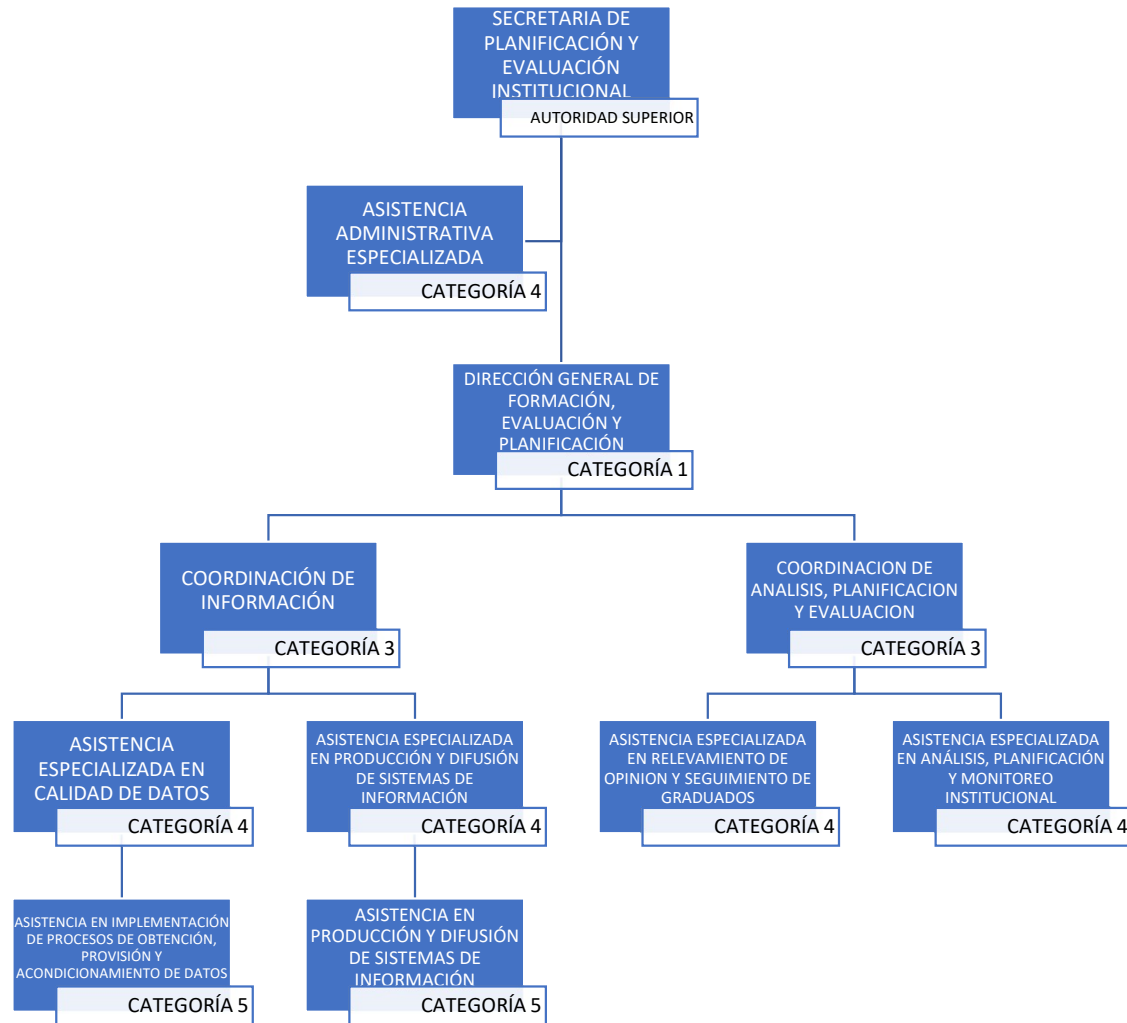 SECRETARIA DE
PLANIFICACIÓN Y
EVALUACIÓN
INSTITUCIONAL
AUTORIDAD SUPERIOR
ASISTENCIA
ADMINISTRATIVA
ESPECIALIZADA
CATEGORÍA 4
DIRECCIÓN GENERAL DE
FORMACIÓN,
EVALUACIÓN Y
PLANIFICACIÓN
CATEGORÍA 1
COORDINACIÓN DE
INFORMACIÓN
CATEGORÍA 3
COORDINACION DE
ANALISIS, PLANIFICACION
Y EVALUACION
CATEGORÍA 3
ASISTENCIA
ESPECIALIZADA EN
CALIDAD DE DATOS
CATEGORÍA 4
ASISTENCIA ESPECIALIZADA
EN PRODUCCIÓN Y DIFUSIÓN
DE SISTEMAS DE
INFORMACIÓN
CATEGORÍA 4
ASISTENCIA ESPECIALIZADA
EN RELEVAMIENTO DE
OPINION Y SEGUIMIENTO DE
GRADUADOS
CATEGORÍA 4
ASISTENCIA ESPECIALIZADA
EN ANÁLISIS, PLANIFICACIÓN
Y MONITOREO
INSTITUCIONAL
CATEGORÍA 4
ASISTENCIA EN IMPLEMENTACIÓN
DE PROCESOS DE OBTENCIÓN,
PROVISIÓN Y
ACONDICIONAMIENTO DE DATOS
CATEGORÍA 5
ASISTENCIA EN
PRODUCCIÓN Y DIFUSIÓN
DE SISTEMAS DE
INFORMACIÓN
CATEGORÍA 5